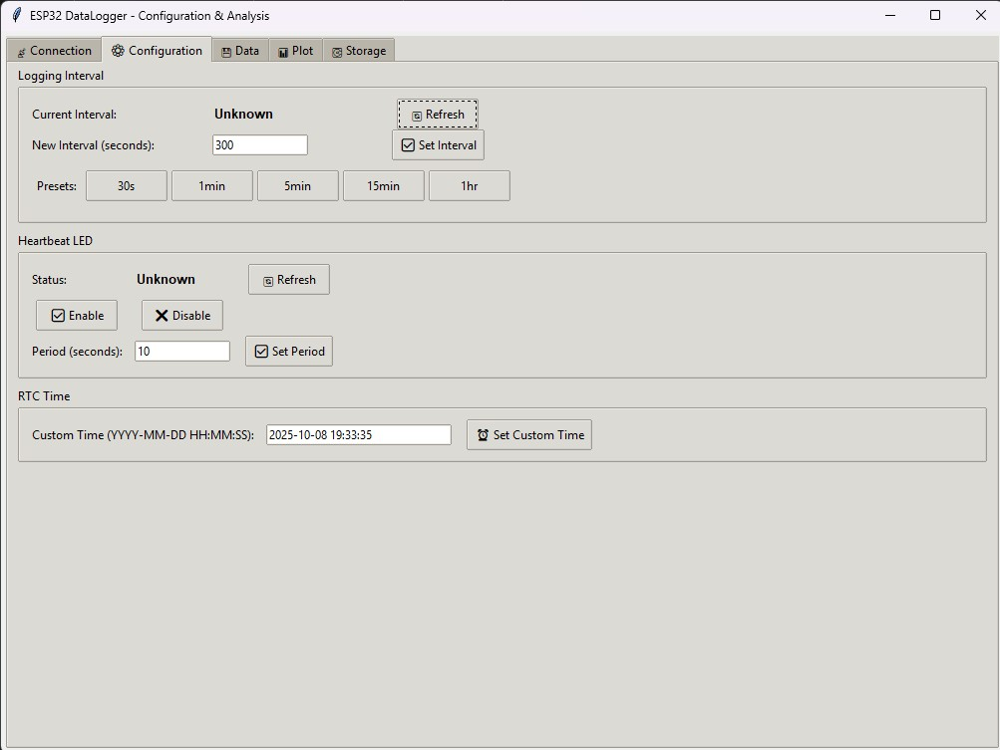 ESP32 DataLogger - Configuration & Analysis
Connection Configuration Data Plot Storage
Logging Interval
Current Interval: Unknown Refresh
New Interval (seconds): 300 Set Interval
Presets: 30s 1min 5min 15min 1hr
Heartbeat LED
Status: Unknown Refresh
Enable Disable
Period (seconds): 10 Set Period
RTC Time
Custom Time (YYYY-MM-DD HH:MM:SS): 2025-10-08 19:33:35 Set Custom Time